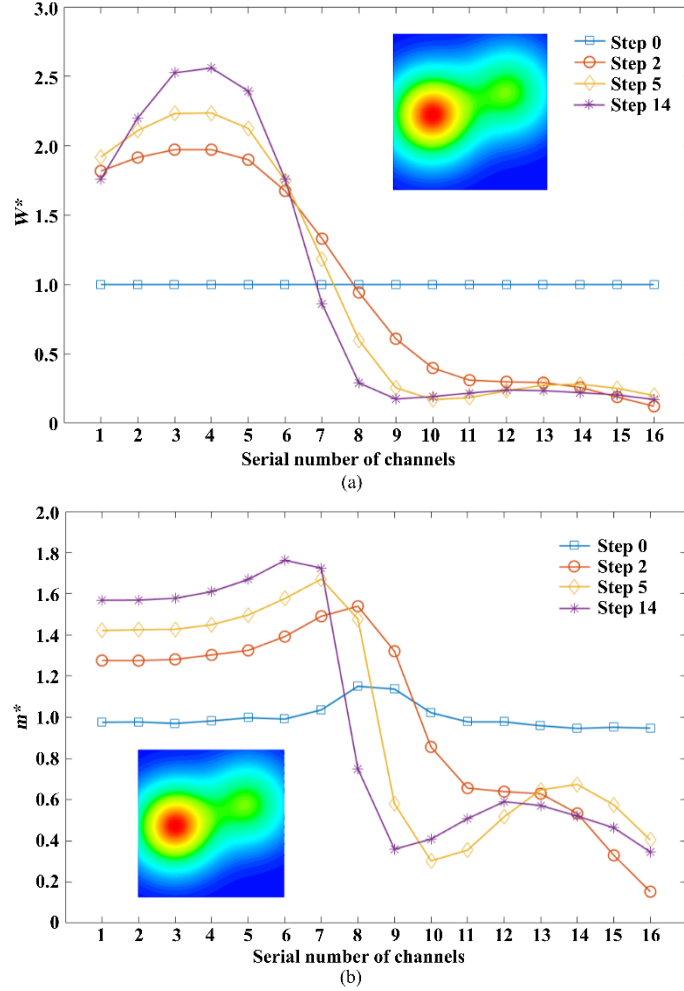 3.0
2.5
2.0
1.5
1.0
0.5
0
W*
Step 0
Step 2
Step 5
Step 14
1 2 3 4 5 6 7 8 9 10 11 12 13 14 15 16
Serial number of channels
(a)
2.0
1.8
1.6
1.4
1.2
1.0
0.8
0.6
0.4
0.2
0
m*
Step 0
Step 2
Step 5
Step 14
1 2 3 4 5 6 7 8 9 10 11 12 13 14 15 16
Serial number of channels
(b)